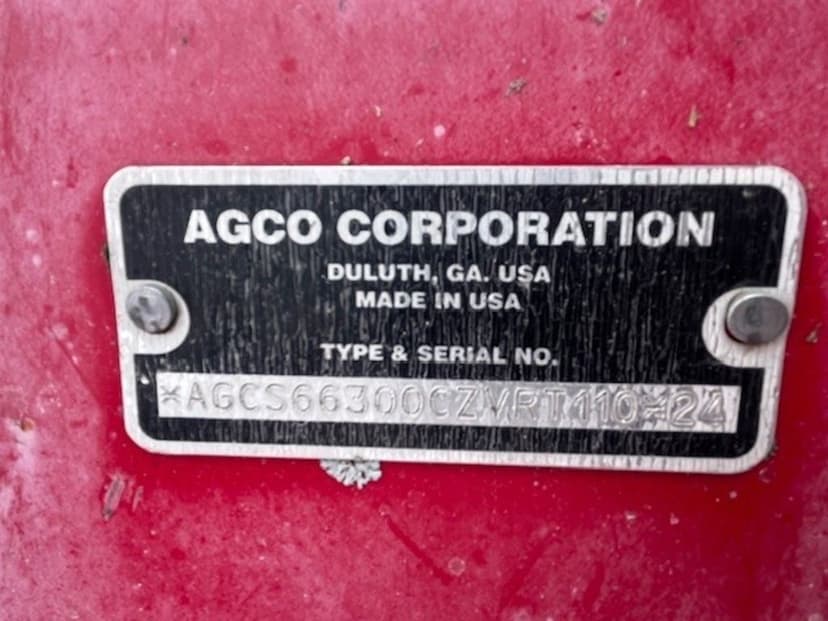 AGCO CORPORATION
DULUTH, GA. USA
MADE IN USA
TYPE & SERIAL NO.
*AGCS66300CZVRT110*24